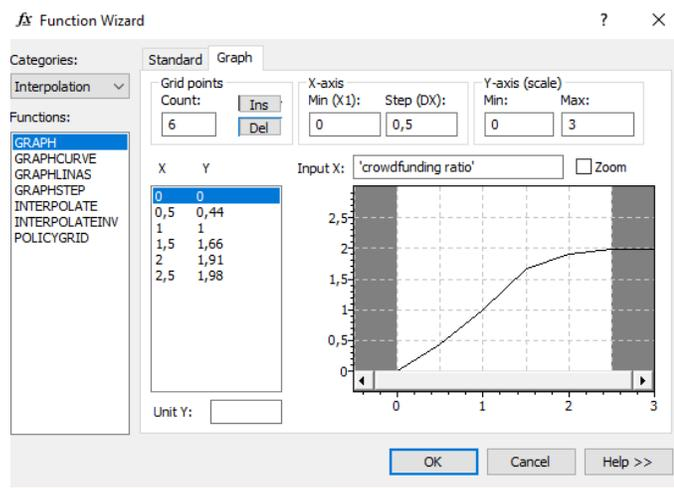 fx Function Wizard
? ×
Categories:
Interpolation
Functions:
GRAPH
GRAPHCURVE
GRAPHLINAS
GRAPHSTEP
INTERPOLATE
INTERPOLATEINV
POLICYGRID
Standard Graph
Grid points
Count:
6
Ins
Del
X-axis
Min (X1): Step (DX):
0 0,5
Y-axis (scale)
Min: Max:
0 3
X Y
0 0
0,5 0,44
1 1
1,5 1,66
2 1,91
2,5 1,98
Unit Y:
Input X: 'crowdfunding ratio' Zoom
2,5
2
1,5
1
0,5
0
0 1 2 3
OK Cancel Help >>